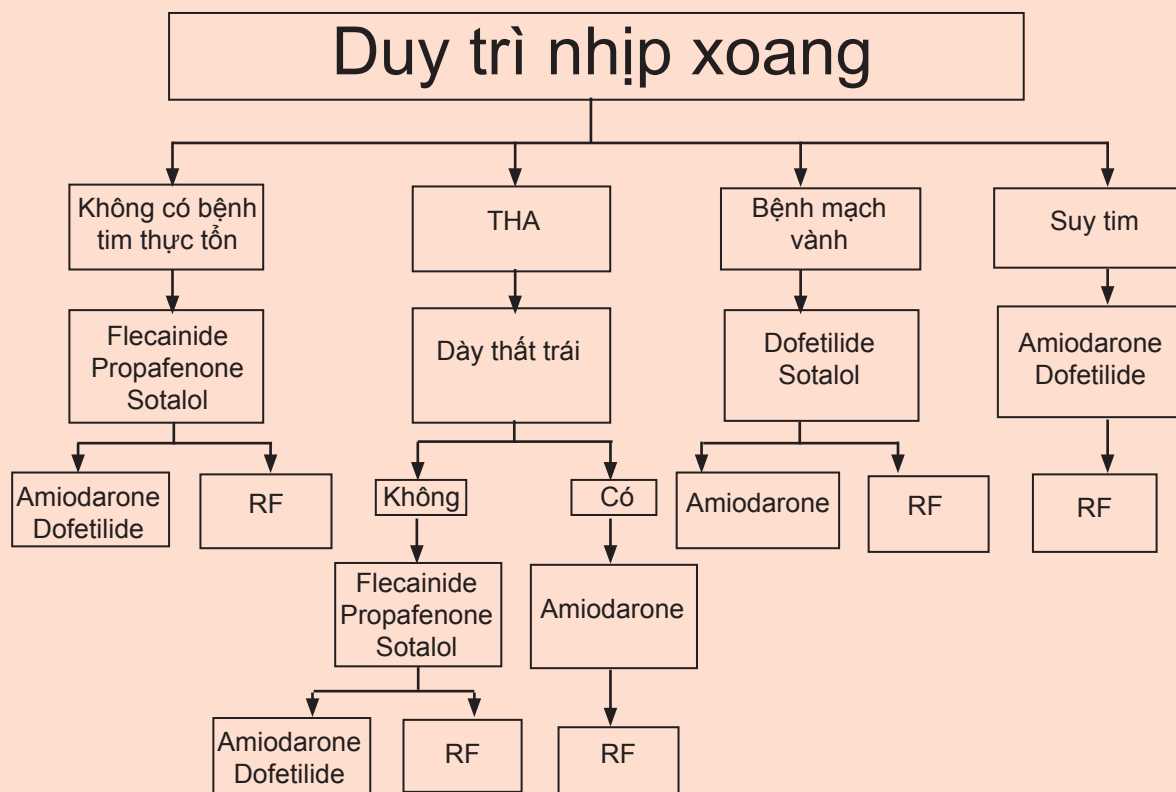 Duy trì nhịp xoang
Không có bệnh
tim thực tổn
THA
Bệnh mạch
vành
Suy tim
Flecainide
Propafenone
Sotalol
Dày thất trái
Dofetilide
Sotalol
Amiodarone
Dofetilide
Amiodarone
Dofetilide
RF
Không
Có
Amiodarone
RF
RF
Flecainide
Propafenone
Sotalol
Amiodarone
Amiodarone
Dofetilide
RF
RF